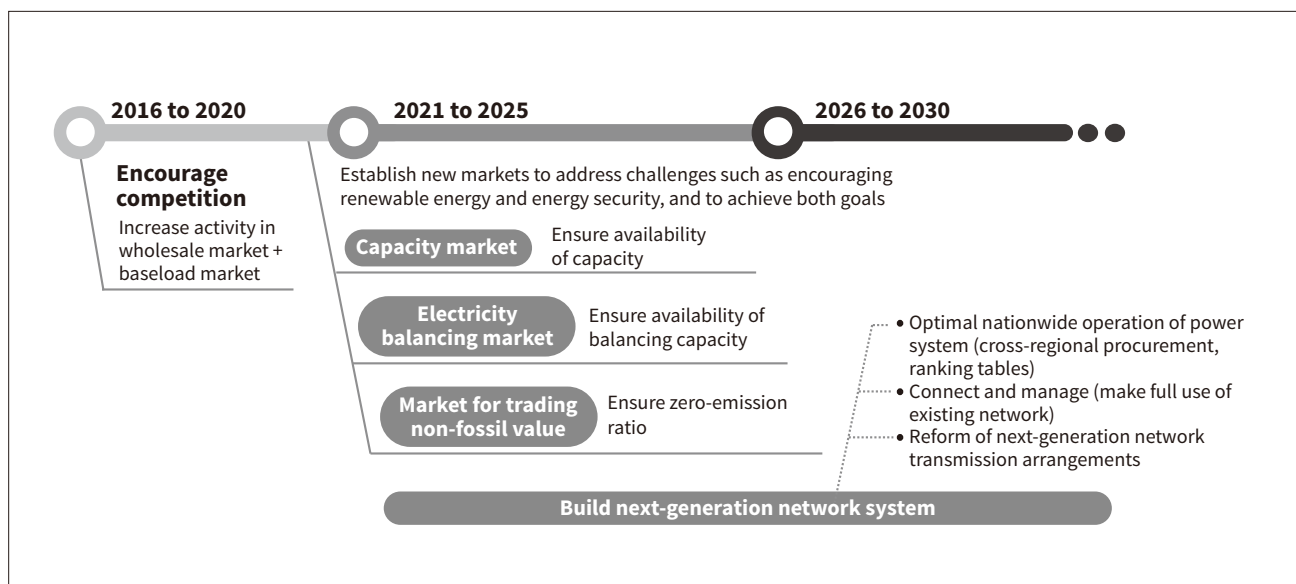 2016 to 2020
2021 to 2025
2026 to 2030
Encourage
competition
Increase activity in
wholesale market +
baseload market
Establish new markets to address challenges such as encouraging
renewable energy and energy security, and to achieve both goals
Capacity market
Ensure availability
of capacity
Electricity
balancing market
Ensure availability of
balancing capacity
Market for trading
non-fossil value
Ensure zero-emission
ratio
• Optimal nationwide operation of power
system (cross-regional procurement,
ranking tables)
• Connect and manage (make full use of
existing network)
• Reform of next-generation network
transmission arrangements
Build next-generation network system